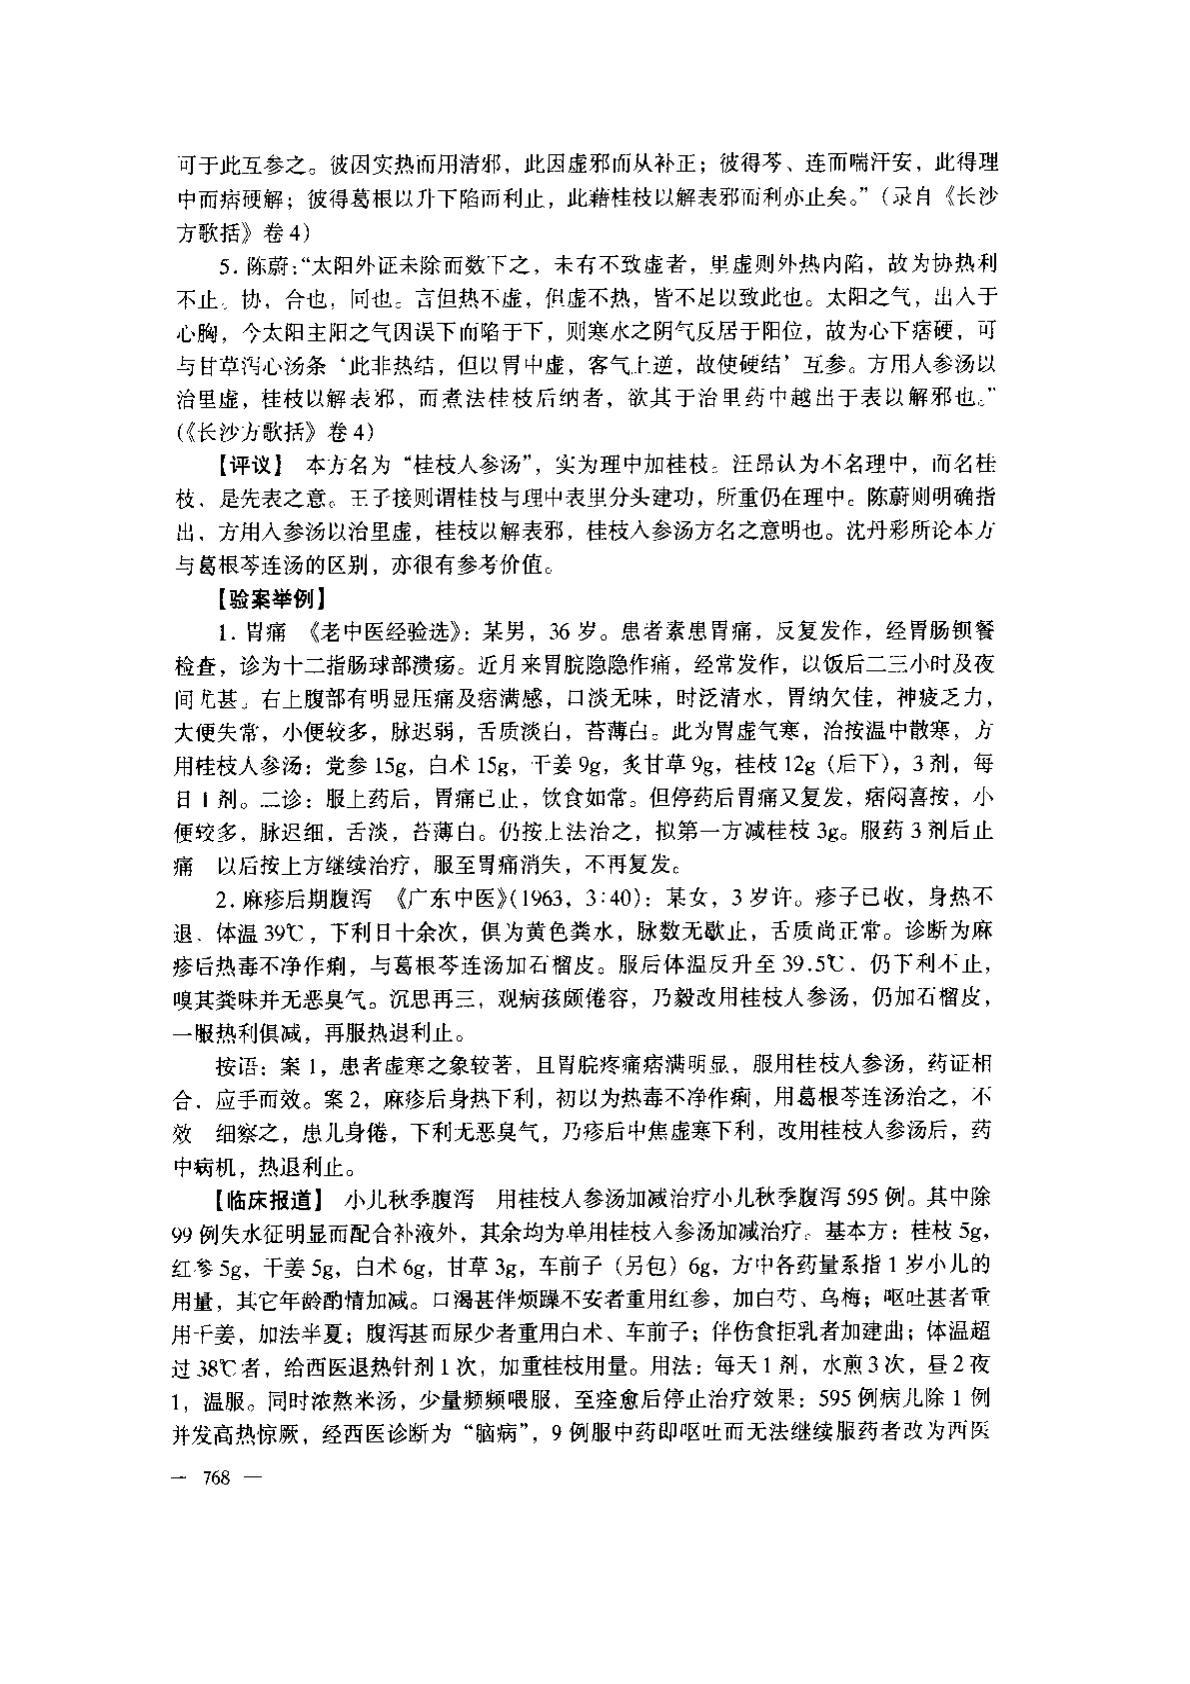 可于此互参之。彼因实热而用清邪，此因虚邪而从补正；彼得芩、连而喘汗安，此得理
中而痞硬解；彼得葛根以升下陷而利止，此藉桂枝以解表邪而利亦止矣。”（录自《长沙
方歌括》卷4）
5. 陈蔚：“太阳外证未除而数下之，未有不致虚者，里虚则外热内陷，故为协热利
不止。协，合也，同也。言但热不虚，但虚不热，皆不足以致此也。太阳之气，出入于
心胸，今太阳主阳之气因误下而陷于下，则寒水之阴气反居于阳位，故为心下痞硬，可
与甘草泻心汤条‘此非热结，但以胃中虚，客气上逆，故使硬结’互参。方用人参汤以
治里虚，桂枝以解表邪，而煮法桂枝后纳者，欲其于治里药中越出于表以解邪也。”
（《长沙方歌括》卷4）
【评议】 本方名为“桂枝人参汤”，实为理中加桂枝。汪昂认为不名理中，而名桂
枝，是先表之意。王子接则谓桂枝与理中表里分头建功，所重仍在理中。陈蔚则明确指
出，方用人参汤以治里虚，桂枝以解表邪，桂枝人参汤方名之意明也。沈丹彩所论本方
与葛根芩连汤的区别，亦很有参考价值。
【验案举例】
1. 胃痛 《老中医经验选》：某男，36岁。患者素患胃痛，反复发作，经胃肠钡餐
检查，诊为十二指肠球部溃疡。近月来胃脘隐隐作痛，经常发作，以饭后二三小时及夜
间尤甚。右上腹部有明显压痛及痞满感，口淡无味，时泛清水，胃纳欠佳，神疲乏力，
大便失常，小便较多，脉迟弱，舌质淡白，苔薄白。此为胃虚气寒，治按温中散寒，方
用桂枝人参汤：党参15g，白术15g，干姜9g，炙甘草9g，桂枝12g（后下），3剂，每
日1剂。二诊：服上药后，胃痛已止，饮食如常。但停药后胃痛又复发，痞闷喜按，小
便较多，脉迟细，舌淡，苔薄白。仍按上法治之，拟第一方减桂枝3g。服药3剂后止
痛 以后按上方继续治疗，服至胃痛消失，不再复发。
2. 麻疹后期腹泻 《广东中医》（1963，3:40）：某女，3岁许。疹子已收，身热不
退，体温39℃，下利日十余次，俱为黄色粪水，脉数无歇止，舌质尚正常。诊断为麻
疹后热毒不净作痢，与葛根芩连汤加石榴皮。服后体温反升至39.5℃，仍下利不止，
嗅其粪味并无恶臭气。沉思再三，观病孩颇倦容，乃毅改用桂枝人参汤，仍加石榴皮，
一服热利俱减，再服热退利止。
按语：案1，患者虚寒之象较著，且胃脘疼痛痞满明显，服用桂枝人参汤，药证相
合，应手而效。案2，麻疹后身热下利，初以为热毒不净作痢，用葛根芩连汤治之，不
效 细察之，患儿身倦，下利无恶臭气，乃疹后中焦虚寒下利，改用桂枝人参汤后，药
中病机，热退利止。
【临床报道】 小儿秋季腹泻 用桂枝人参汤加减治疗小儿秋季腹泻595例。其中除
99例失水征明显而配合补液外，其余均为单用桂枝人参汤加减治疗。基本方：桂枝5g，
红参5g，干姜5g，白术6g，甘草3g，车前子（另包）6g，方中各药量系指1岁小儿的
用量，其它年龄酌情加减。口渴甚伴烦躁不安者重用红参，加白芍、乌梅；呕吐甚者重
用干姜，加法半夏；腹泻甚而尿少者重用白术、车前子；伴伤食拒乳者加建曲；体温超
过38℃者，给西医退热针剂1次，加重桂枝用量。用法：每天1剂，水煎3次，昼2夜
1，温服。同时浓熬米汤，少量频频喂服，至痊愈后停止治疗效果：595例病儿除1例
并发高热惊厥，经西医诊断为“脑病”，9例服中药即呕吐而无法继续服药者改为西医
— 768 —